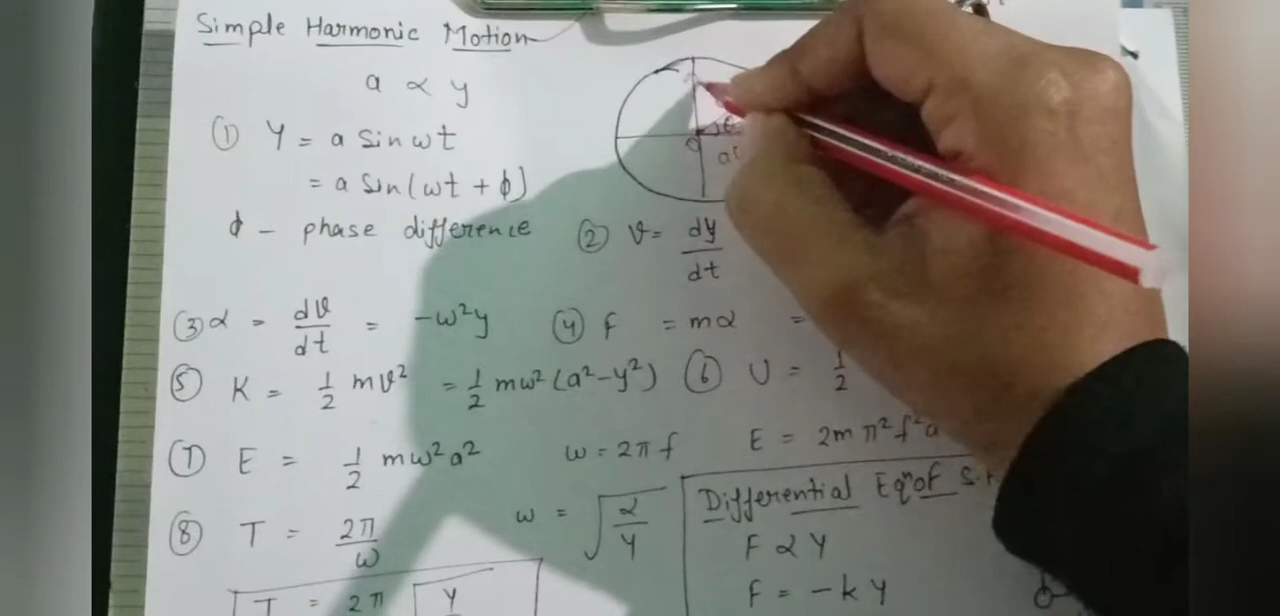 Simple Harmonic Motion
a ∝ y
① Y = a Sin ωt
= a Sin (ωt + ϕ)
ϕ - phase difference
② v = dy/dt
③ α = dv/dt = -ω²y
④ F = mα =
⑤ K = 1/2 mv² = 1/2 mω² (a²-y²)
⑥ U = 1/2
⑦ E = 1/2 mω²a²
ω = 2πf
E = 2mπ²f²a
⑧ T = 2π/ω
ω = √(α/y)
T = 2π √y
Differential Eqⁿ of S.H
F ∝ Y
F = -ky
O